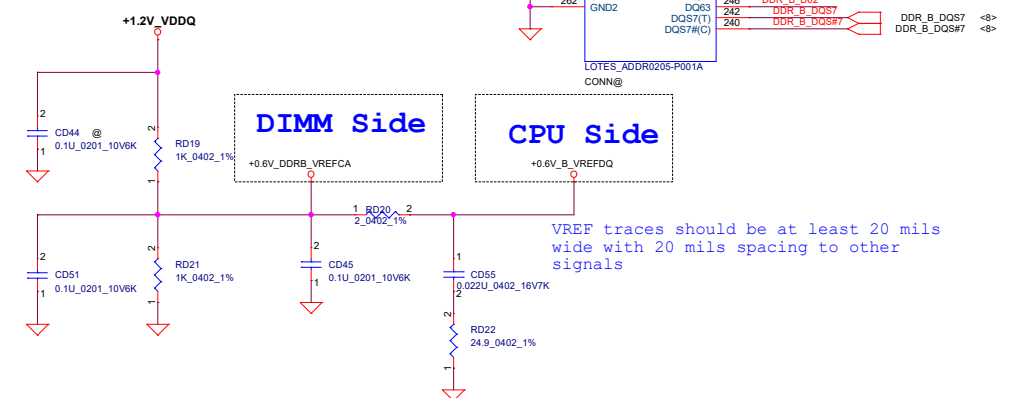 +1.2V_VDDQ
262
GND2
DQ63
DQS7(T)
DQS7#(C)
246
242
240
DDR_B_D62
DDR_B_DQS7
DDR_B_DQS#7
DDR_B_DQS7 <8>
DDR_B_DQS#7 <8>
LOTES_ADDR0205-P001A
CONN@
2
CD44 @
1
0.1U_0201_10V6K
2
RD19
1K_0402_1%
1
DIMM Side
+0.6V_DDRB_VREFCA
CPU Side
+0.6V_B_VREFDQ
1 RD20 2
2_0402_1%
VREF traces should be at least 20 mils
wide with 20 mils spacing to other
signals
2
CD51
1
0.1U_0201_10V6K
2
RD21
1K_0402_1%
1
2
CD45
1
0.1U_0201_10V6K
1
CD55
0.022U_0402_16V7K
2
2
RD22
24.9_0402_1%
1